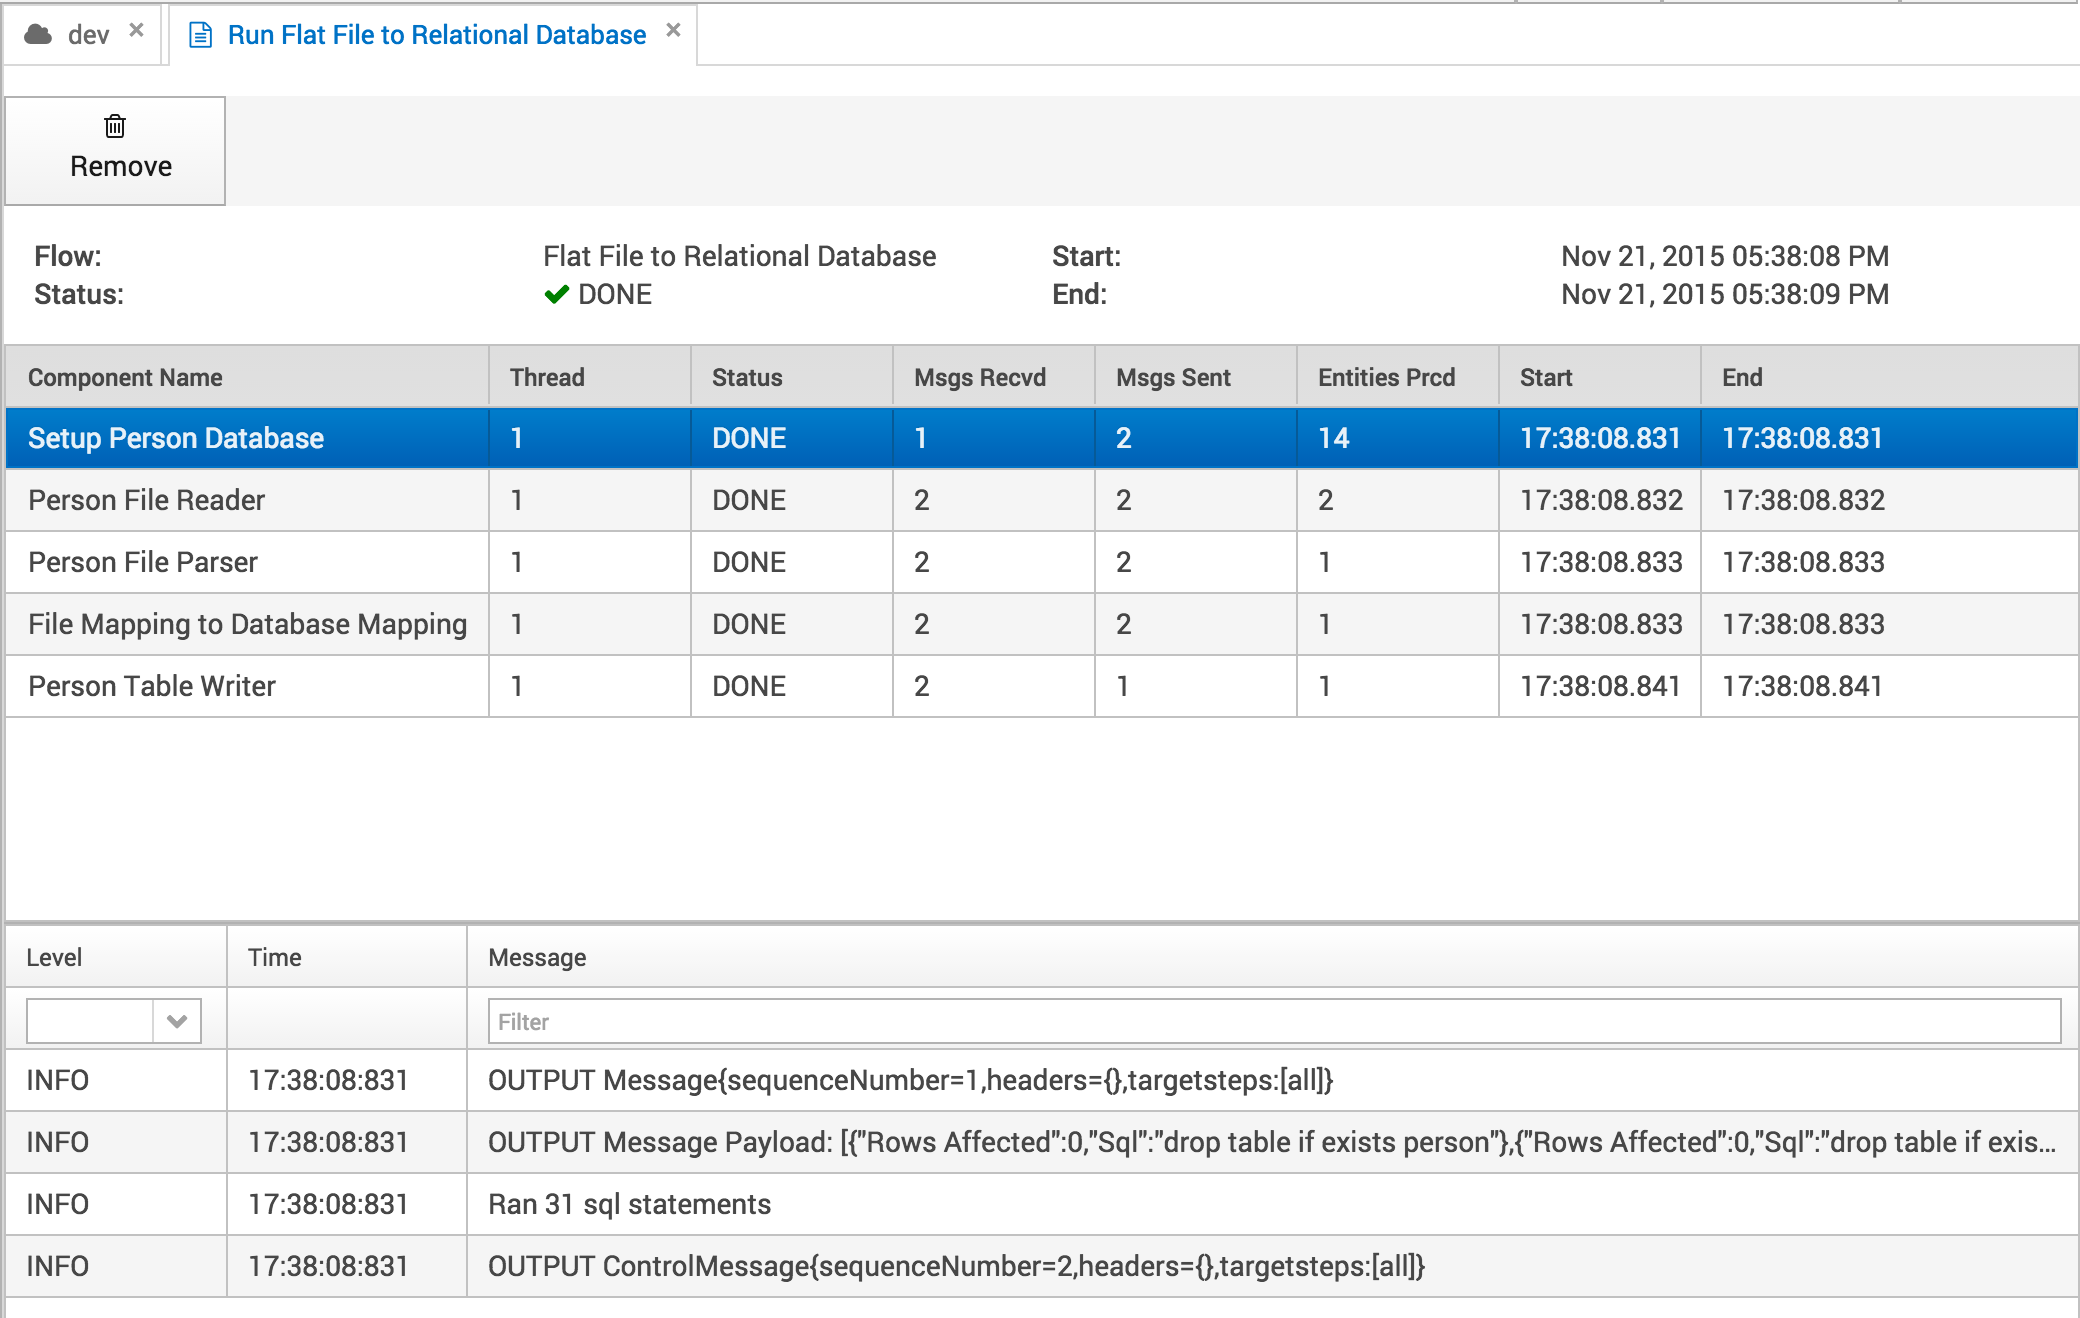 dev × Run Flat File to Relational Database ×
Remove
Flow: Flat File to Relational Database Start: Nov 21, 2015 05:38:08 PM
Status: DONE End: Nov 21, 2015 05:38:09 PM
Component Name Thread Status Msgs Recvd Msgs Sent Entities Prcd Start End
Setup Person Database 1 DONE 1 2 14 17:38:08.831 17:38:08.831
Person File Reader 1 DONE 2 2 2 17:38:08.832 17:38:08.832
Person File Parser 1 DONE 2 2 1 17:38:08.833 17:38:08.833
File Mapping to Database Mapping 1 DONE 2 2 1 17:38:08.833 17:38:08.833
Person Table Writer 1 DONE 2 1 1 17:38:08.841 17:38:08.841
Level Time Message
Filter
INFO 17:38:08:831 OUTPUT Message{sequenceNumber=1,headers={},targetsteps:[all]}
INFO 17:38:08:831 OUTPUT Message Payload: [{"Rows Affected":0,"Sql":"drop table if exists person"},{"Rows Affected":0,"Sql":"drop table if exis...
INFO 17:38:08:831 Ran 31 sql statements
INFO 17:38:08:831 OUTPUT ControlMessage{sequenceNumber=2,headers={},targetsteps:[all]}